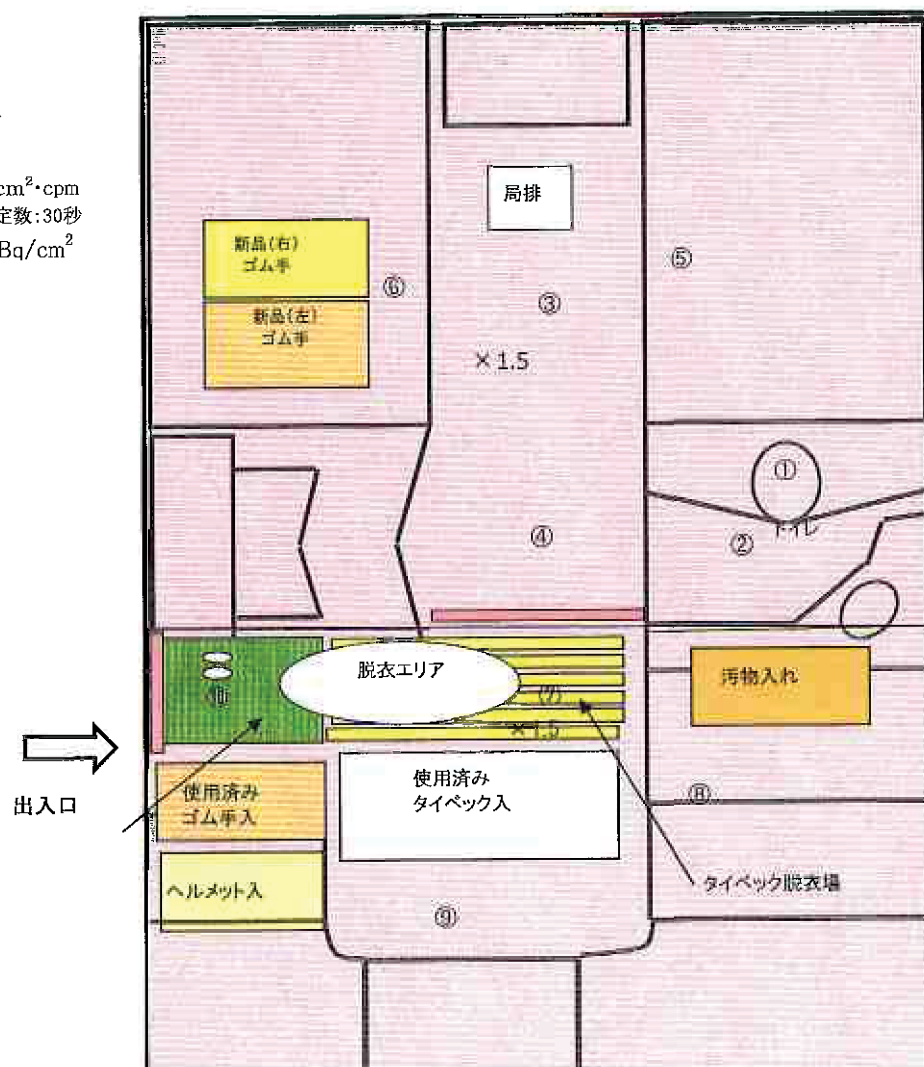 cm²・cpm
定数:30秒
Bq/cm²
局排
新品(右)
ゴム手
⑤
⑥
新品(左)
ゴム手
③
×1.5
①
トイレ
④
②
脱衣エリア
汚物入れ
⑩
⑦
×1.5
出入口
使用済み
ゴム手入
使用済み
タイベック入
⑧
ヘルメット入
タイベック脱衣場
⑨